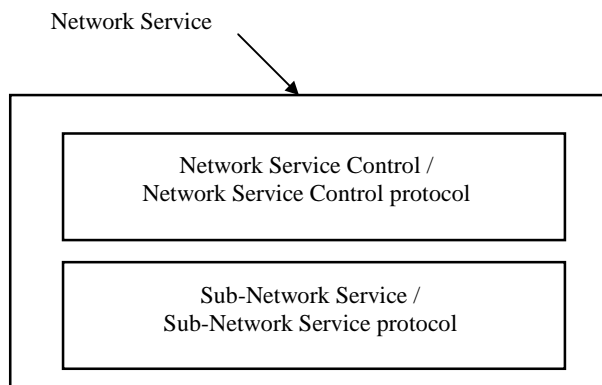 Network Service
Network Service Control /
Network Service Control protocol
Sub-Network Service /
Sub-Network Service protocol